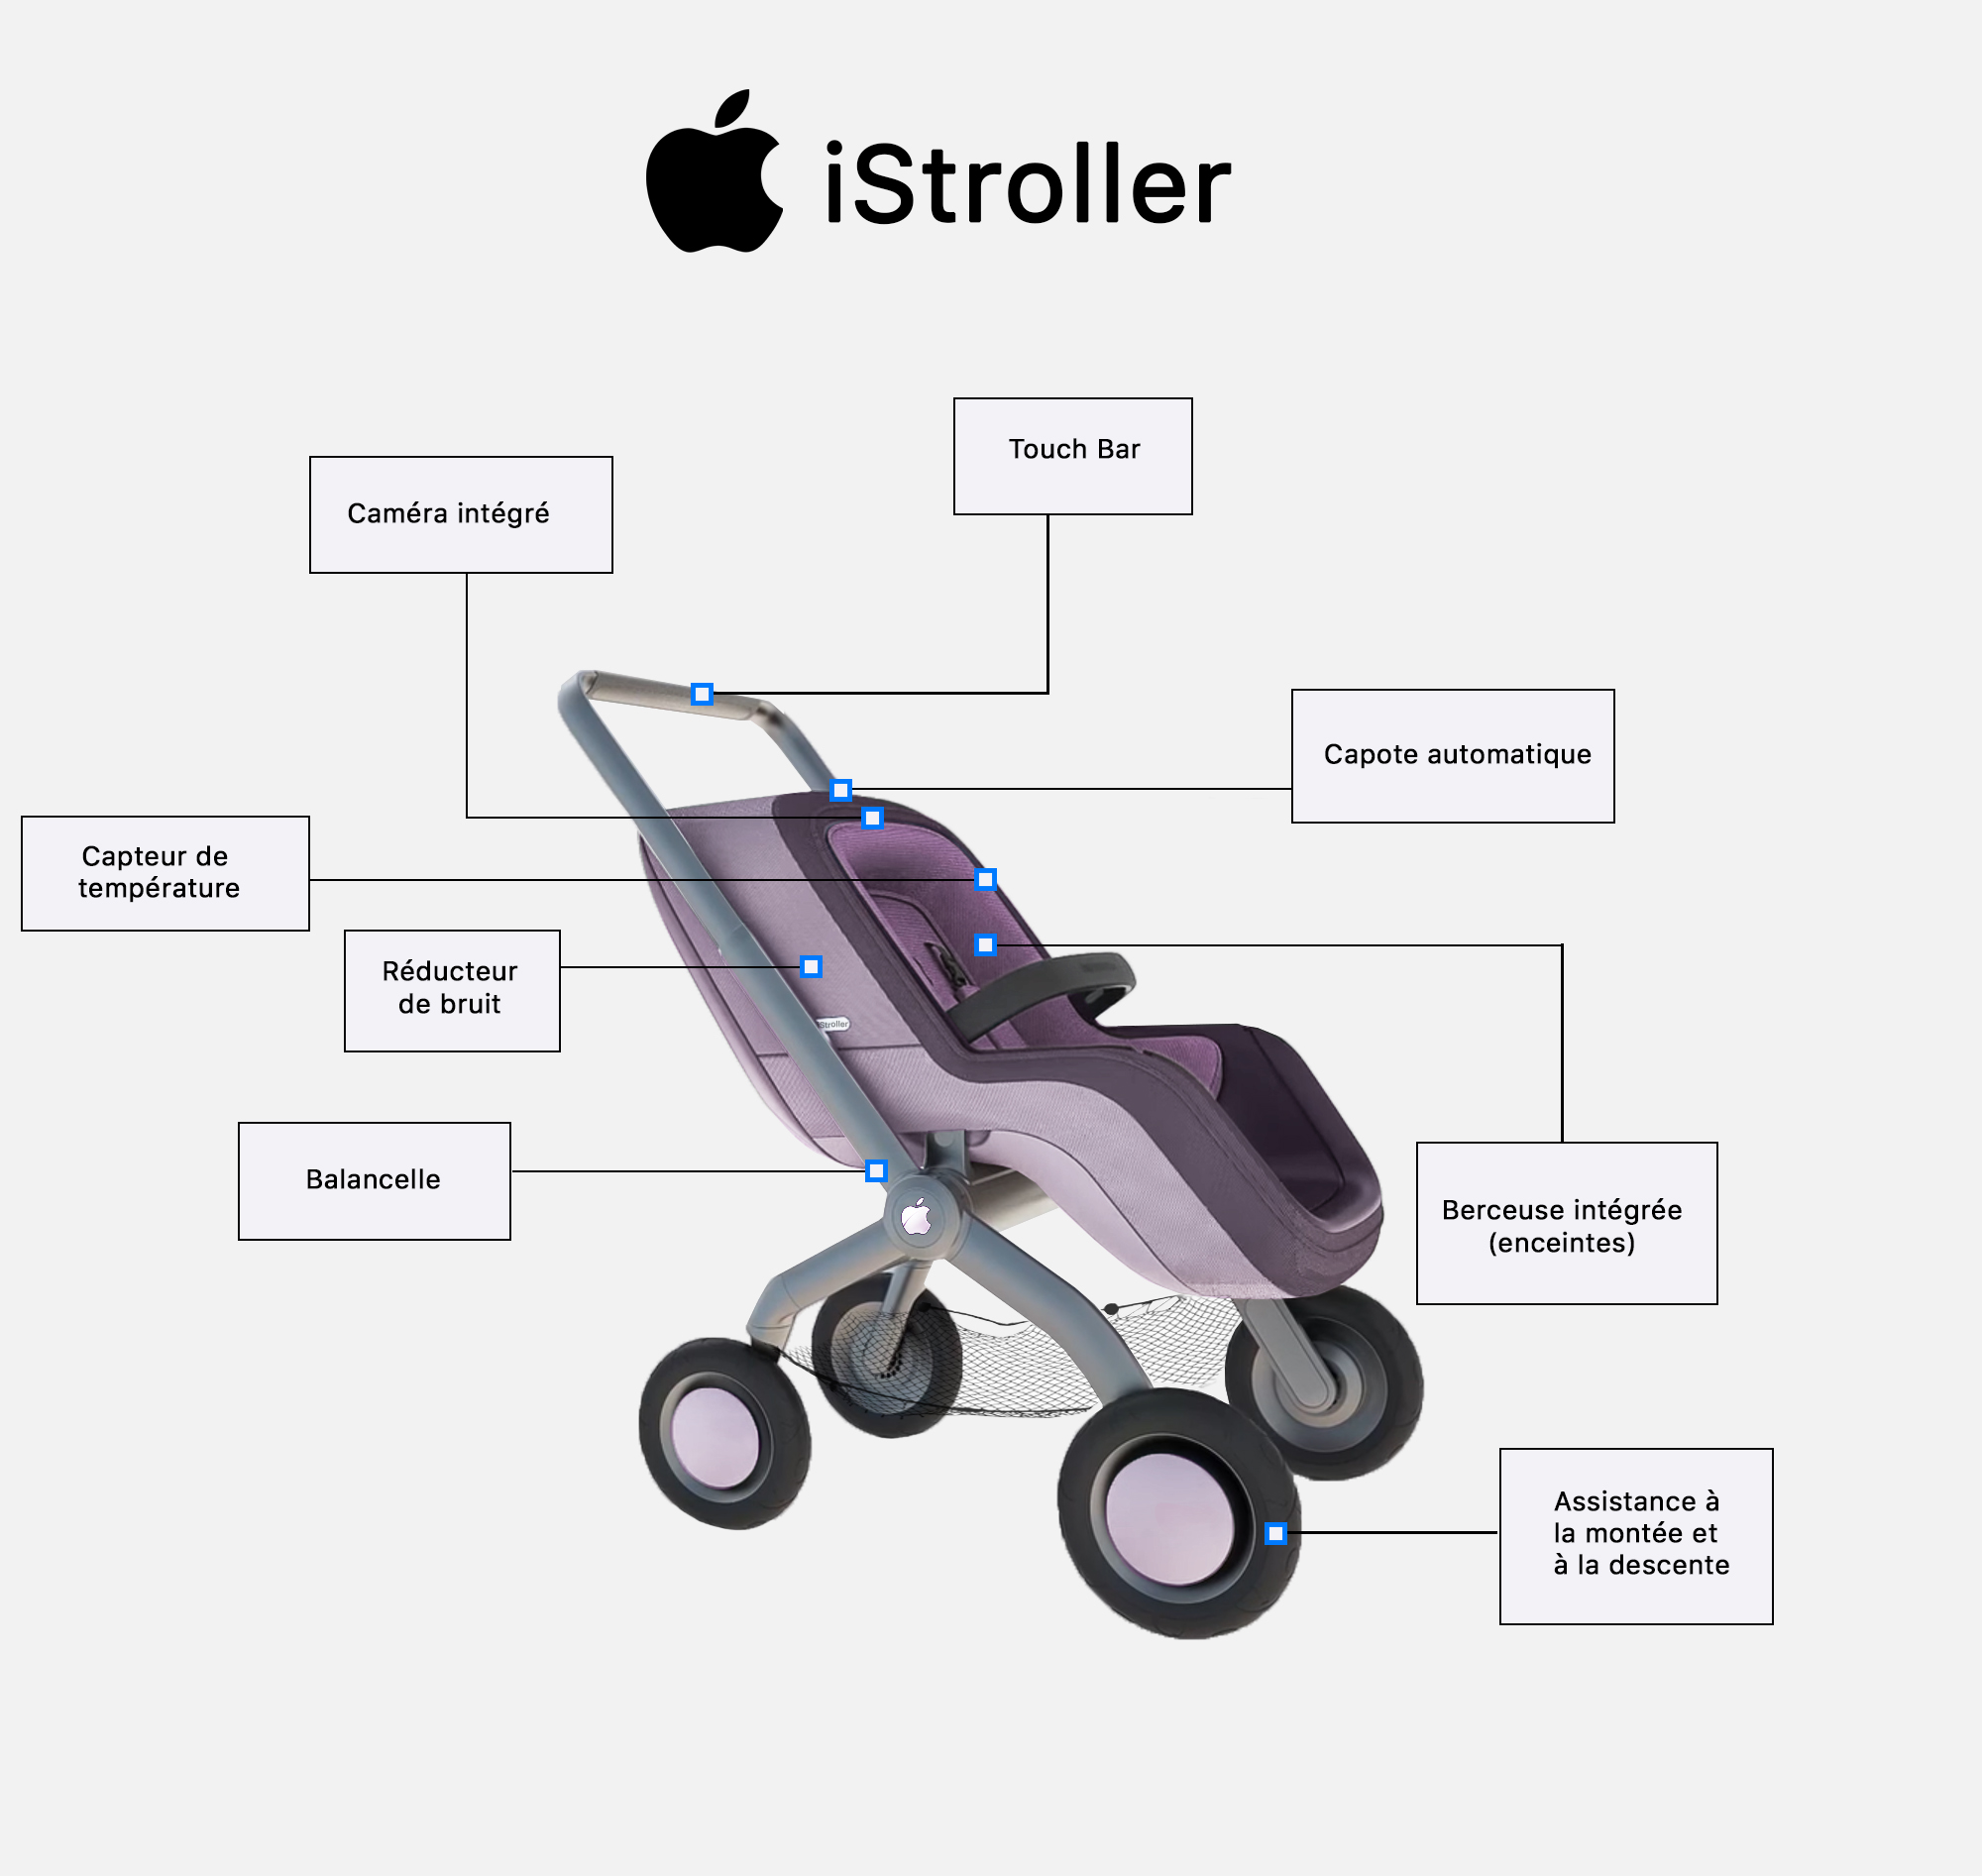 iStroller
Touch Bar
Caméra intégré
Capote automatique
Capteur de
température
Réducteur
de bruit
iStroller
Balancelle
Berceuse intégrée
(enceintes)
Assistance à
la montée et
à la descente